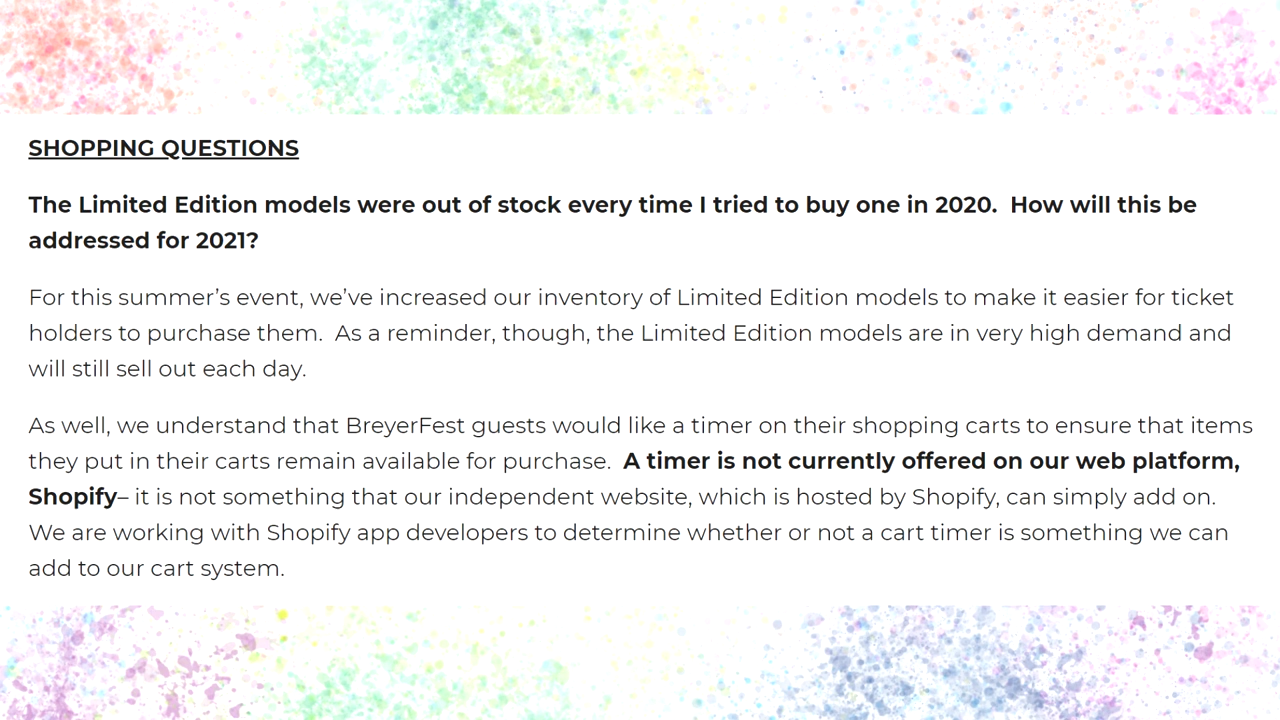 SHOPPING QUESTIONS
The Limited Edition models were out of stock every time I tried to buy one in 2020.  How will this be
addressed for 2021?
For this summer’s event, we’ve increased our inventory of Limited Edition models to make it easier for ticket
holders to purchase them.  As a reminder, though, the Limited Edition models are in very high demand and
will still sell out each day.
As well, we understand that BreyerFest guests would like a timer on their shopping carts to ensure that items
they put in their carts remain available for purchase.  A timer is not currently offered on our web platform,
Shopify– it is not something that our independent website, which is hosted by Shopify, can simply add on.
We are working with Shopify app developers to determine whether or not a cart timer is something we can
add to our cart system.